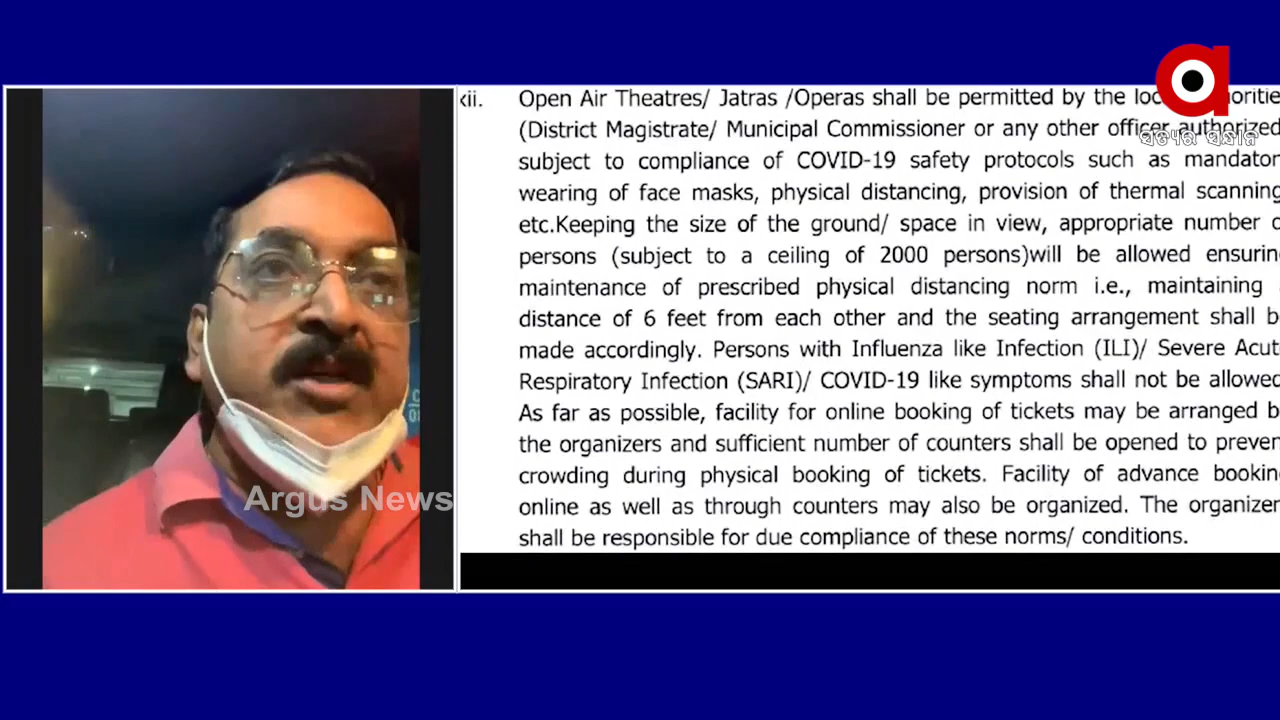 xii. Open Air Theatres/ Jatras /Operas shall be permitted by the
(District Magistrate/ Municipal Commissioner or any other officer authorized
subject to compliance of COVID-19 safety protocols such as mandator
wearing of face masks, physical distancing, provision of thermal scanning
etc.Keeping the size of the ground/ space in view, appropriate number o
persons (subject to a ceiling of 2000 persons)will be allowed ensurin
maintenance of prescribed physical distancing norm i.e., maintaining
distance of 6 feet from each other and the seating arrangement shall b
made accordingly. Persons with Influenza like Infection (ILI)/ Severe Acut
Respiratory Infection (SARI)/ COVID-19 like symptoms shall not be allowed
As far as possible, facility for online booking of tickets may be arranged b
the organizers and sufficient number of counters shall be opened to preven
crowding during physical booking of tickets. Facility of advance bookin
online as well as through counters may also be organized. The organizer
shall be responsible for due compliance of these norms/ conditions.
Argus News